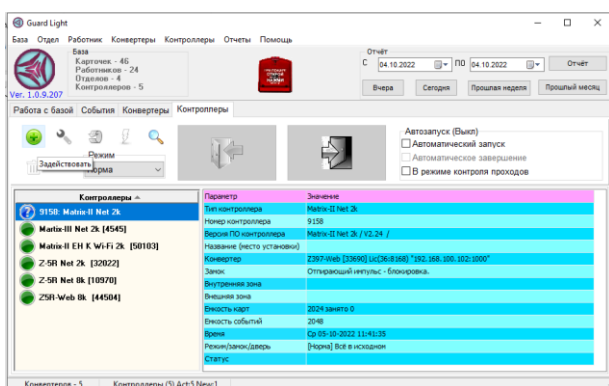 Guard Light
База Отдел Работник Конвертеры Контроллеры Отчеты Помощь
База
Карточек - 46
Работников - 24
Отделов - 4
Контроллеров - 5
Ver. 1.0.9.207
Отчёт
С 04.10.2022 ПО 04.10.2022 Отчёт
Вчера Сегодня Прошлая неделя Прошлый месяц
Работа с базой События Конвертеры Контроллеры
Задействовать
Режим
Норма
Автозапуск (Выкл)
Автоматический запуск
Автоматическое завершение
В режиме контроля проходов
Контроллеры
9158: Matrix-II Net 2k
Martix-III Net 2k [4545]
Matrix-II EH K Wi-Fi 2k [50103]
Z-5R Net 2k [32022]
Z-5R Net 8k [10970]
Z5R-Web 8k [44504]
Параметр Значение
Тип контроллера Matrix-II Net 2k
Номер контроллера 9158
Версия ПО контроллера Matrix-II Net 2k / V2.24 /
Название (место установки)
Конвертер Z397-Web [33690] Uc(36:8168) "192.168.100.102:1000"
Замок Отпирающий импульс - блокировка.
Внутренняя зона
Внешняя зона
Емкость карт 2024 занято 0
Емкость событий 2048
Время Ср 05-10-2022 11:41:35
Режим/замок/дверь [Норма] Всё в исходном
Статус
Конвертеров - 5 Контроллеры (5) Act:5 New:1